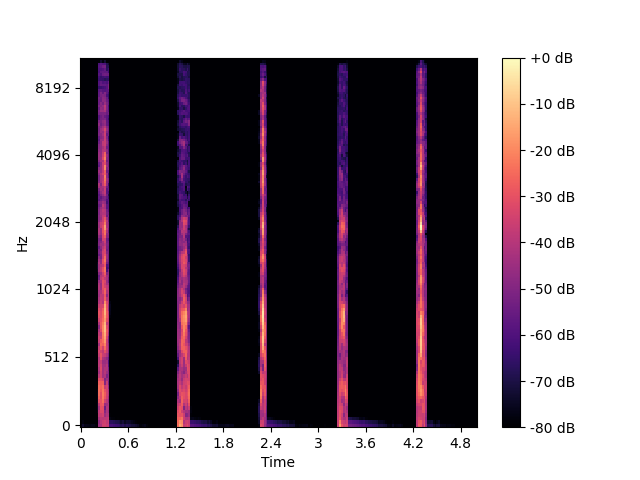 +0 dB
8192
-10 dB
4096
-20 dB
-30 dB
2048
Hz
-40 dB
1024
-50 dB
-60 dB
512
-70 dB
0
-80 dB
0 0.6 1.2 1.8 2.4 3 3.6 4.2 4.8
Time